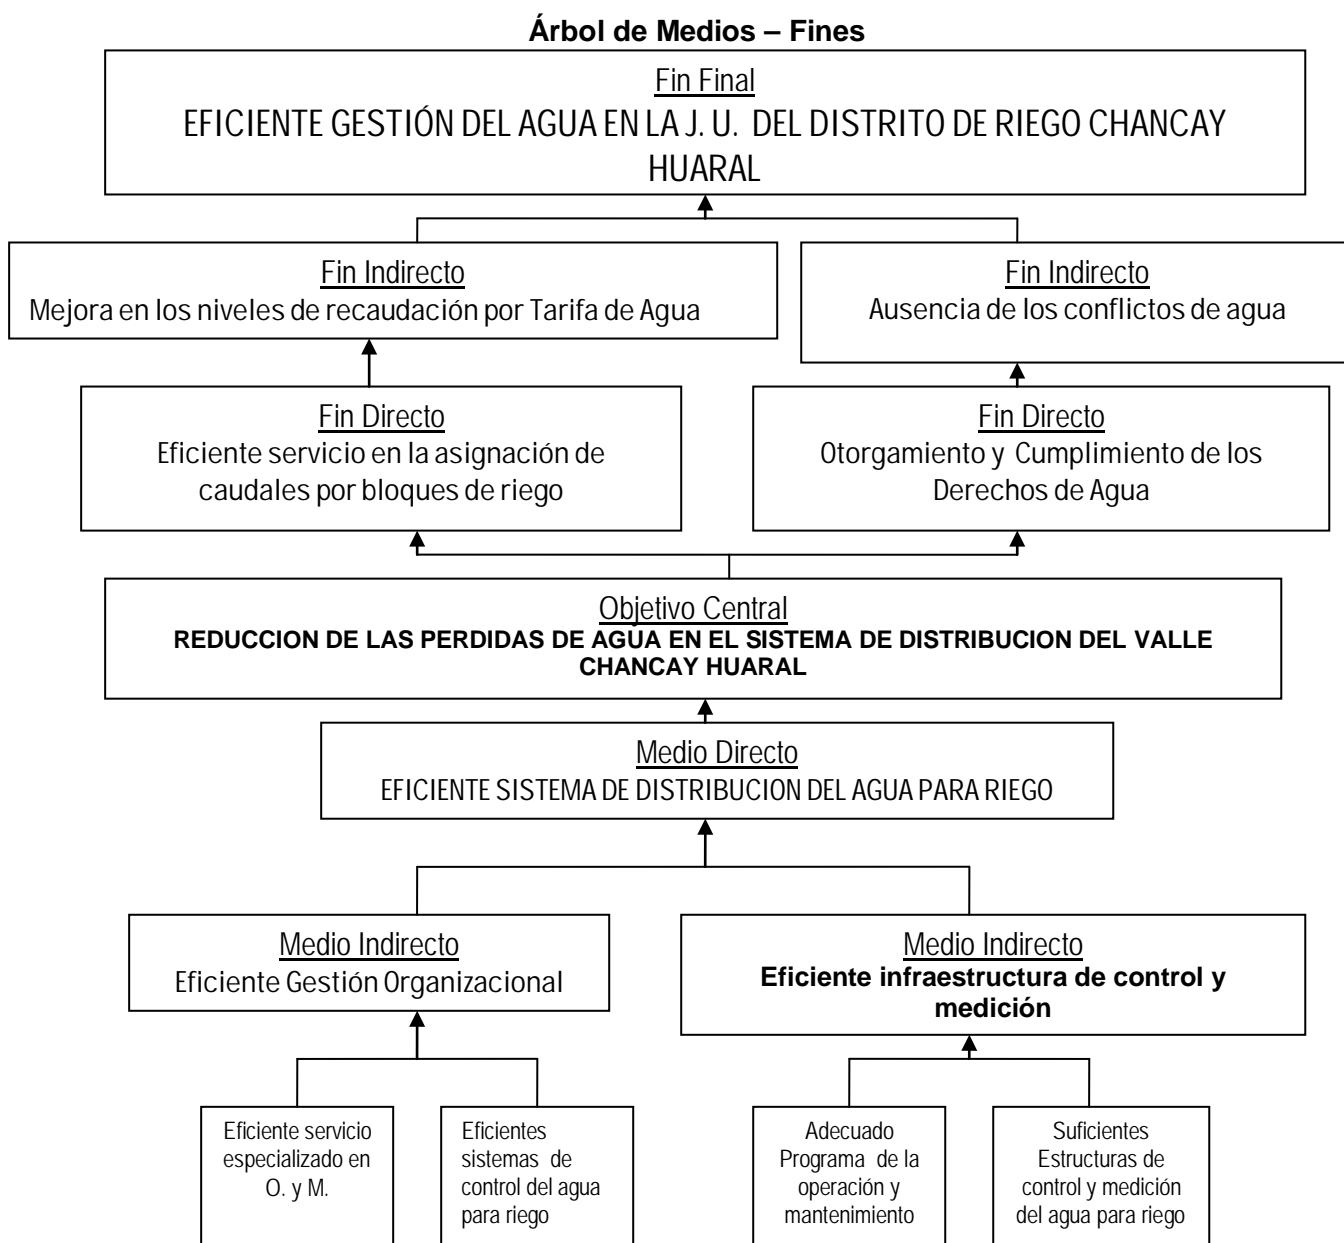 Árbol de Medios – Fines
Fin Final
EFICIENTE GESTIÓN DEL AGUA EN LA J. U. DEL DISTRITO DE RIEGO CHANCAY
HUARAL
Fin Indirecto
Mejora en los niveles de recaudación por Tarifa de Agua
Fin Indirecto
Ausencia de los conflictos de agua
Fin Directo
Eficiente servicio en la asignación de
caudales por bloques de riego
Fin Directo
Otorgamiento y Cumplimiento de los
Derechos de Agua
Objetivo Central
REDUCCION DE LAS PERDIDAS DE AGUA EN EL SISTEMA DE DISTRIBUCION DEL VALLE
CHANCAY HUARAL
Medio Directo
EFICIENTE SISTEMA DE DISTRIBUCION DEL AGUA PARA RIEGO
Medio Indirecto
Eficiente Gestión Organizacional
Medio Indirecto
Eficiente infraestructura de control y
medición
Eficiente servicio
especializado en
O. y M.
Eficientes
sistemas de
control del agua
para riego
Adecuado
Programa de la
operación y
mantenimiento
Suficientes
Estructuras de
control y medición
del agua para riego